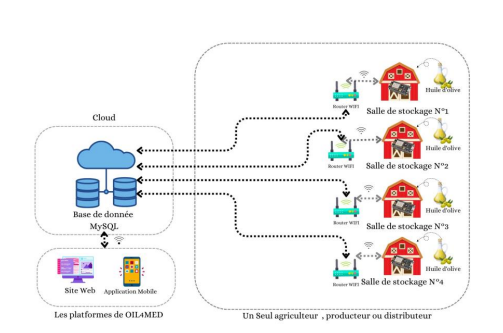 Cloud
Base de donnée
MySQL
Site Web
Application Mobile
Les platformes de OIL4MED
Router WIFI
Huile d'olive
Salle de stockage N°1
Router WIFI
Huile d'olive
Salle de stockage N°2
Router WIFI
Huile d'olive
Salle de stockage N°3
Router WIFI
Huile d'olive
Salle de stockage N°4
Un Seul agriculteur , producteur ou distributeur